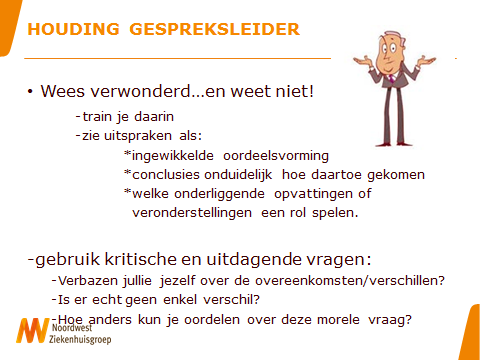 HOUDING GESPREKSLEIDER
• Wees verwonderd...en weet niet!
-train je daarin
-zie uitspraken als:
*ingewikkelde oordeelsvorming
*conclusies onduidelijk hoe daartoe gekomen
*welke onderliggende opvattingen of
veronderstellingen een rol spelen.
-gebruik kritische en uitdagende vragen:
-Verbazen jullie jezelf over de overeenkomsten/verschillen?
-Is er echt geen enkel verschil?
-Hoe anders kun je oordelen over deze morele vraag?
Noordwest
Ziekenhuisgroep